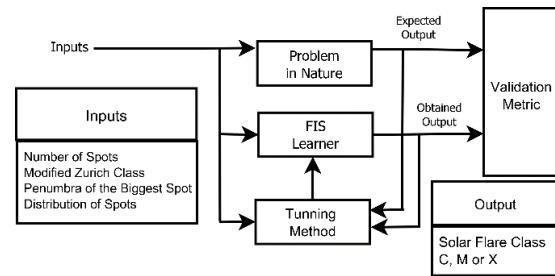 Inputs
Problem
in Nature
Expected
Output
Validation
Metric
FIS
Learner
Obtained
Output
Tunning
Method
Inputs
Number of Spots
Modified Zurich Class
Penumbra of the Biggest Spot
Distribution of Spots
Output
Solar Flare Class
C, M or X